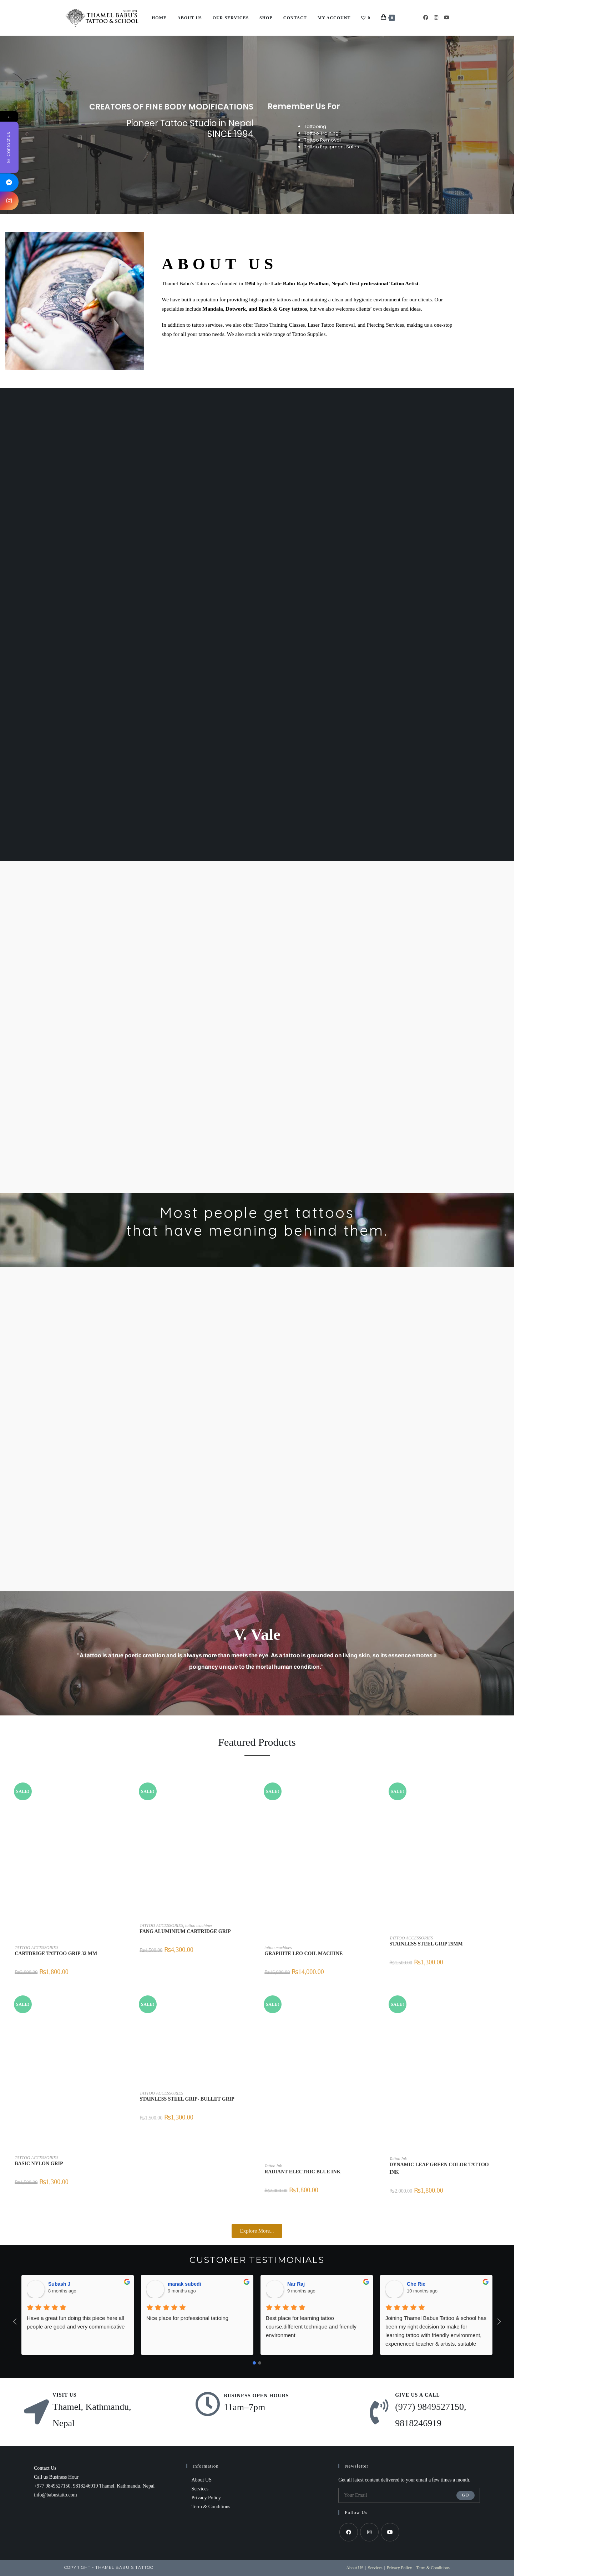 SINCE 1994
THAMEL BABU'S
TATTOO & SCHOOL
HOME ABOUT US OUR SERVICES SHOP CONTACT MY ACCOUNT 0 0
Contact Us
CREATORS OF FINE BODY MODIFICATIONS
Pioneer Tattoo Studio in Nepal
SINCE 1994
Remember Us For
Tattooing
Tattoo Training
Tattoo Removal
Tattoo Equipment Sales
ABOUT US
Thamel Babu's Tattoo was founded in 1994 by the Late Babu Raja Pradhan, Nepal's first professional Tattoo Artist.
We have built a reputation for providing high-quality tattoos and maintaining a clean and hygienic environment for our clients. Our
specialties include Mandala, Dotwork, and Black & Grey tattoos, but we also welcome clients' own designs and ideas.
In addition to tattoo services, we also offer Tattoo Training Classes, Laser Tattoo Removal, and Piercing Services, making us a one-stop
shop for all your tattoo needs. We also stock a wide range of Tattoo Supplies.
Most people get tattoos
that have meaning behind them.
V. Vale
"A tattoo is a true poetic creation and is always more than meets the eye. As a tattoo is grounded on living skin, so its essence emotes a
poignancy unique to the mortal human condition."
Featured Products
SALE!
TATTOO ACCESSORIES
CARTDRIGE TATTOO GRIP 32 MM
₨2,000.00 ₨1,800.00
SALE!
TATTOO ACCESSORIES, tattoo machines
FANG ALUMINIUM CARTRIDGE GRIP
₨4,500.00 ₨4,300.00
SALE!
tattoo machines
GRAPHITE LEO COIL MACHINE
₨16,000.00 ₨14,000.00
SALE!
TATTOO ACCESSORIES
STAINLESS STEEL GRIP 25MM
₨1,500.00 ₨1,300.00
SALE!
TATTOO ACCESSORIES
BASIC NYLON GRIP
₨1,500.00 ₨1,300.00
SALE!
TATTOO ACCESSORIES
STAINLESS STEEL GRIP- BULLET GRIP
₨1,500.00 ₨1,300.00
SALE!
Tattoo Ink
RADIANT ELECTRIC BLUE INK
₨2,000.00 ₨1,800.00
SALE!
Tattoo Ink
DYNAMIC LEAF GREEN COLOR TATTOO
INK
₨2,000.00 ₨1,800.00
Explore More...
CUSTOMER TESTIMONIALS
Subash J
8 months ago
Have a great fun doing this piece here all
people are good and very communicative
manak subedi
9 months ago
Nice place for professional tattoing
Nar Raj
9 months ago
Best place for learning tattoo
course.different technique and friendly
environment
Che Rie
10 months ago
Joining Thamel Babus Tattoo & school has
been my right decision to make for
learning tattoo with friendly environment,
experienced teacher & artists, suitable
VISIT US
Thamel, Kathmandu,
Nepal
BUSINESS OPEN HOURS
11am–7pm
GIVE US A CALL
(977) 9849527150,
9818246919
Contact Us
Call us Business Hour
+977 9849527150, 9818246919 Thamel, Kathmandu, Nepal
info@babustatto.com
Information
About US
Services
Privacy Policy
Term & Conditions
Newsletter
Get all latest content delivered to your email a few times a month.
Your Email GO
Follow Us
COPYRIGHT - THAMEL BABU'S TATTOO
About US | Services | Privacy Policy | Term & Conditions